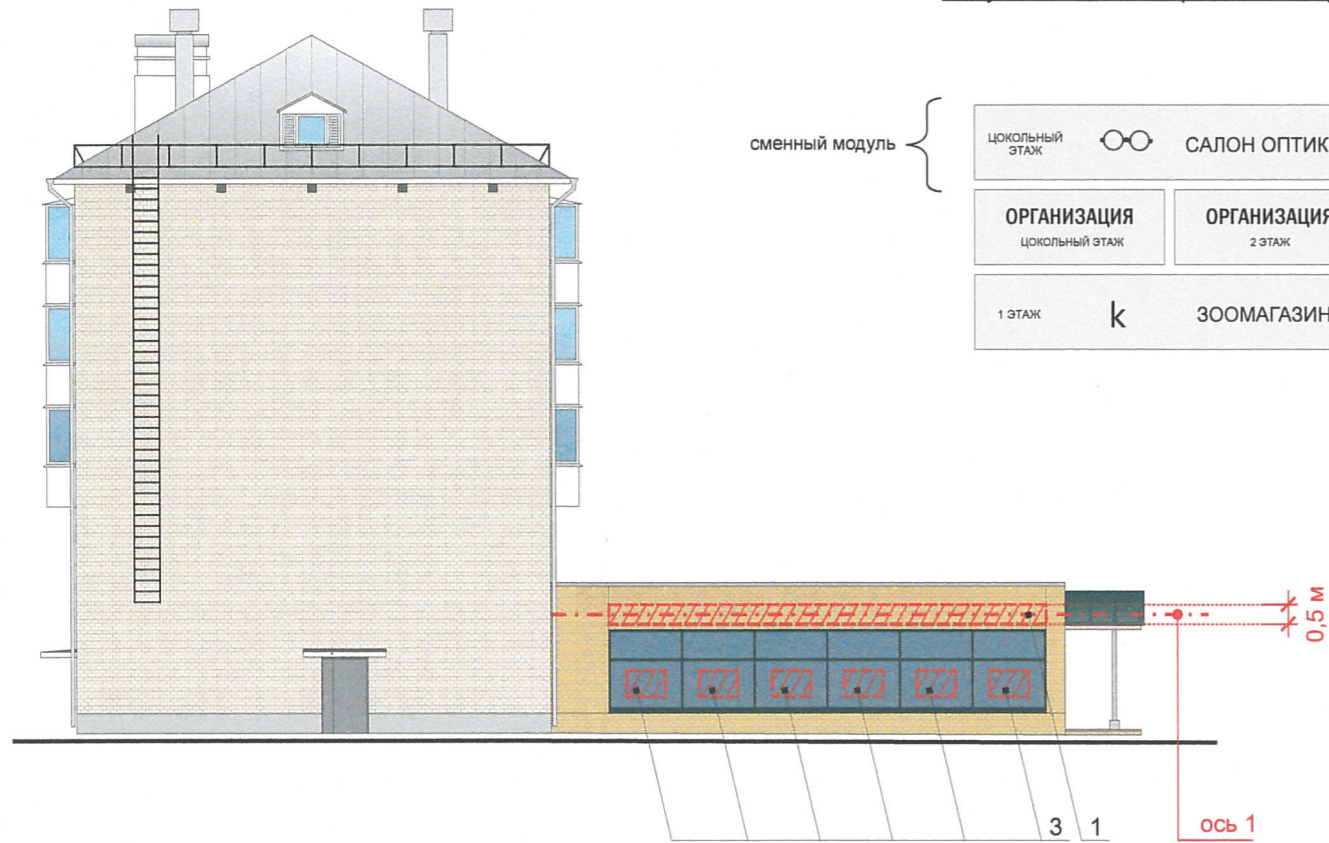 сменный модуль
ЦОКОЛЬНЫЙ
ЭТАЖ
САЛОН ОПТИК
ОРГАНИЗАЦИЯ
ЦОКОЛЬНЫЙ ЭТАЖ
ОРГАНИЗАЦИЯ
2 ЭТАЖ
1 ЭТАЖ
k
ЗООМАГАЗИН
0,5 м
3
1
ось 1